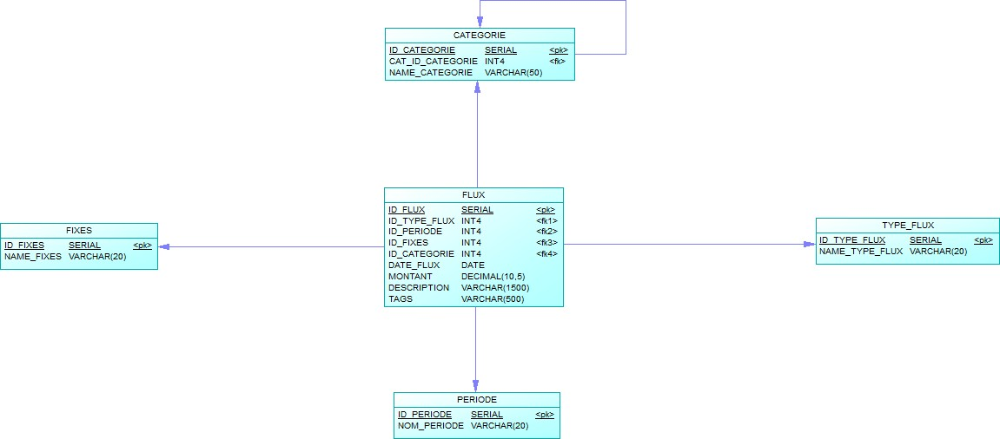 CATEGORIE
ID_CATEGORIE SERIAL <pk>
CAT_ID_CATEGORIE INT4 <fk>
NAME_CATEGORIE VARCHAR(50)
FLUX
ID_FLUX SERIAL <pk>
ID_TYPE_FLUX INT4 <fk1>
ID_PERIODE INT4 <fk2>
ID_FIXES INT4 <fk3>
ID_CATEGORIE INT4 <fk4>
DATE_FLUX DATE
MONTANT DECIMAL(10,5)
DESCRIPTION VARCHAR(1500)
TAGS VARCHAR(500)
FIXES
ID_FIXES SERIAL <pk>
NAME_FIXES VARCHAR(20)
TYPE_FLUX
ID_TYPE_FLUX SERIAL <pk>
NAME_TYPE_FLUX VARCHAR(20)
PERIODE
ID_PERIODE SERIAL <pk>
NOM_PERIODE VARCHAR(20)